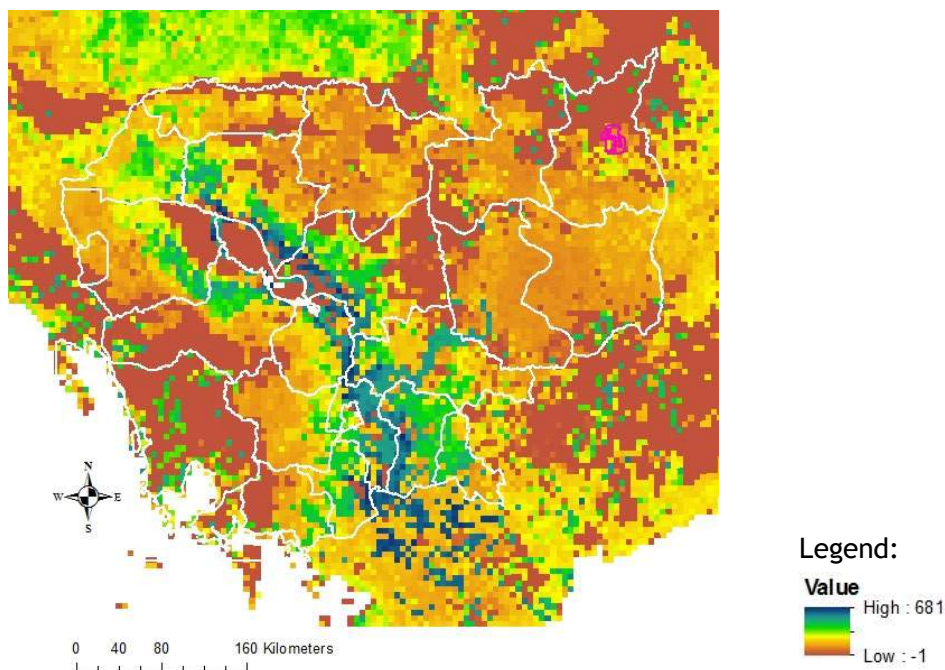 N
W E
S
Legend:
Value
High : 681
Low : -1
0 40 80 160 Kilometers